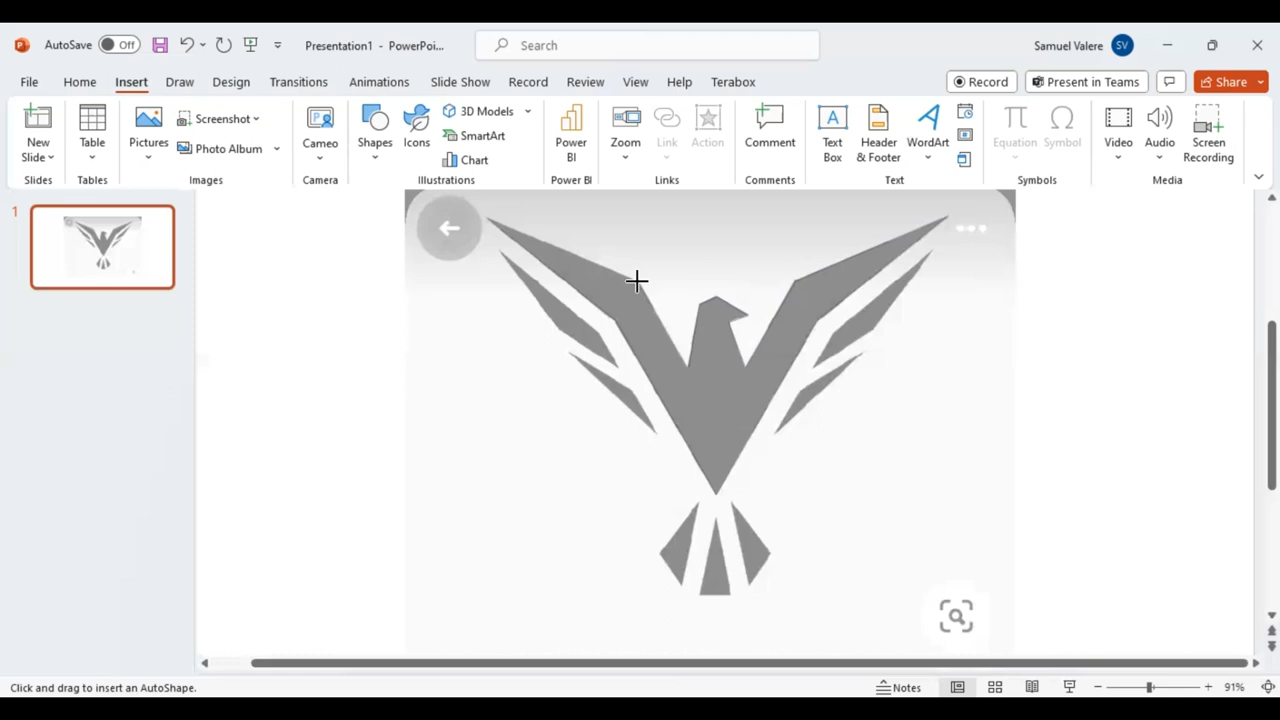 AutoSave Off Presentation1 - PowerPoi... Search Samuel Valere SV
File Home Insert Draw Design Transitions Animations Slide Show Record Review View Help Terabox Record Present in Teams Share
New Slide Table Pictures Screenshot Photo Album Cameo Shapes Icons 3D Models SmartArt Chart Power BI Zoom Link Action Comment Text Box Header & Footer WordArt Equation Symbol Video Audio Screen Recording
Slides Tables Images Camera Illustrations Power BI Links Comments Text Symbols Media
1
Click and drag to insert an AutoShape. Notes 91%